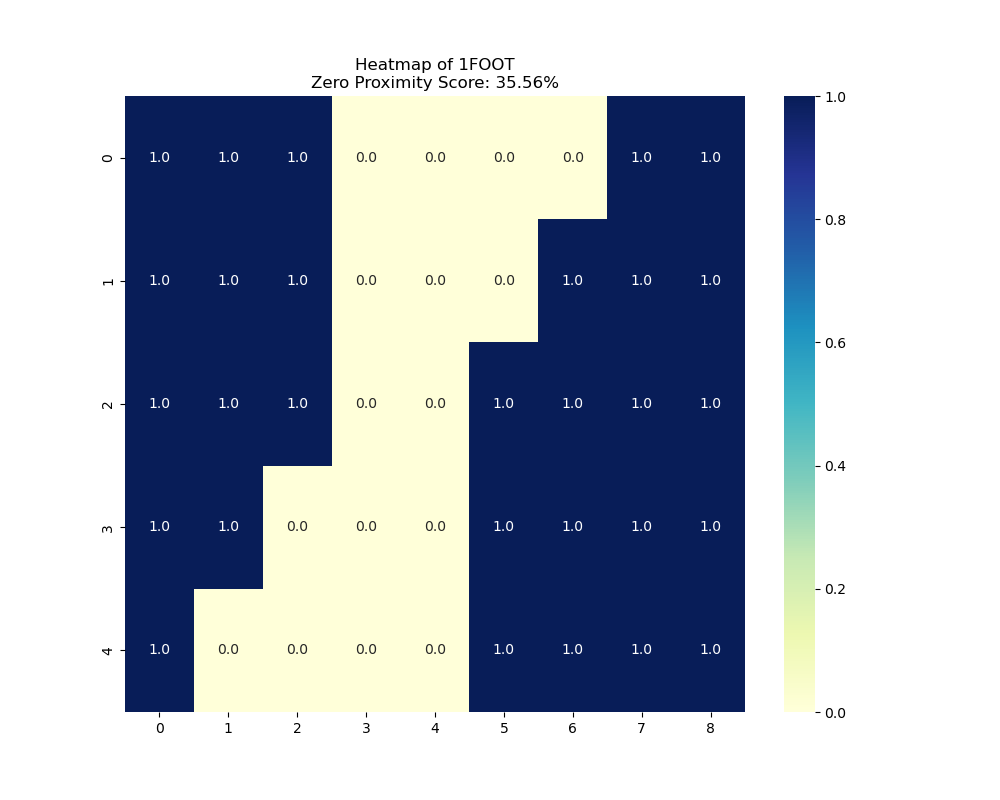 Heatmap of 1FOOT
Zero Proximity Score: 35.56%
0 1.0 1.0 1.0 0.0 0.0 0.0 0.0 1.0 1.0
1 1.0 1.0 1.0 0.0 0.0 0.0 1.0 1.0 1.0
2 1.0 1.0 1.0 0.0 0.0 1.0 1.0 1.0 1.0
3 1.0 1.0 0.0 0.0 0.0 1.0 1.0 1.0 1.0
4 1.0 0.0 0.0 0.0 0.0 1.0 1.0 1.0 1.0
0 1 2 3 4 5 6 7 8
1.0
0.8
0.6
0.4
0.2
0.0